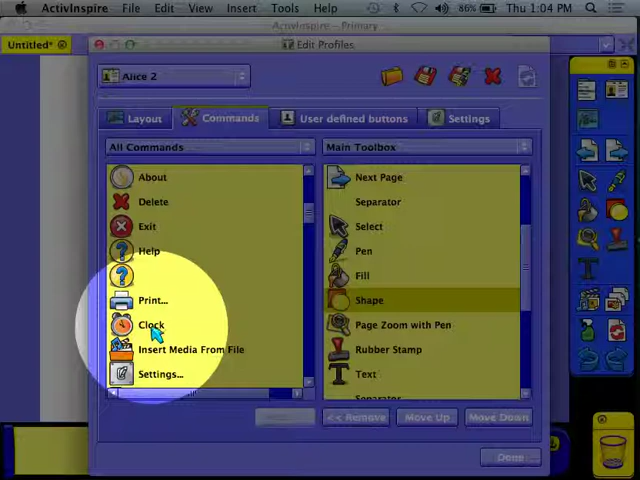 ActivInspire File Edit View Insert Tools Help 86% Thu 1:04 PM
ActivInspire – Primary
Untitled*
Edit Profiles
Alice 2
Layout Commands User defined buttons Settings
All Commands Main Toolbox
About Next Page
Delete Separator
Exit Select
Help Pen
Fill
Print... Shape
Clock Page Zoom with Pen
Insert Media From File Rubber Stamp
Settings... Text
Separator
<< Remove Move Up Move Down
Done